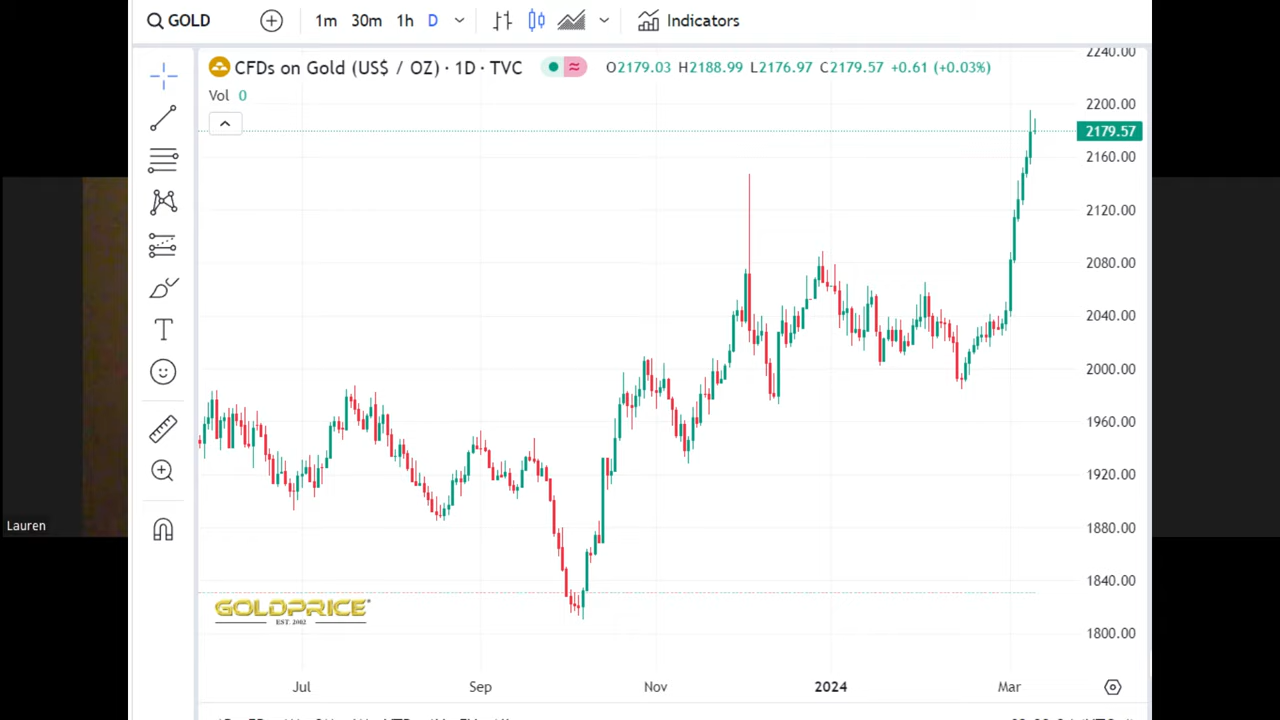 GOLD
1m 30m 1h D
Indicators
CFDs on Gold (US$ / OZ) · 1D · TVC
O2179.03 H2188.99 L2176.97 C2179.57 +0.61 (+0.03%)
Vol 0
2240.00
2200.00
2179.57
2160.00
2120.00
2080.00
2040.00
2000.00
1960.00
1920.00
1880.00
1840.00
1800.00
T
Lauren
GOLDPRICE
EST. 2002
Jul Sep Nov 2024 Mar